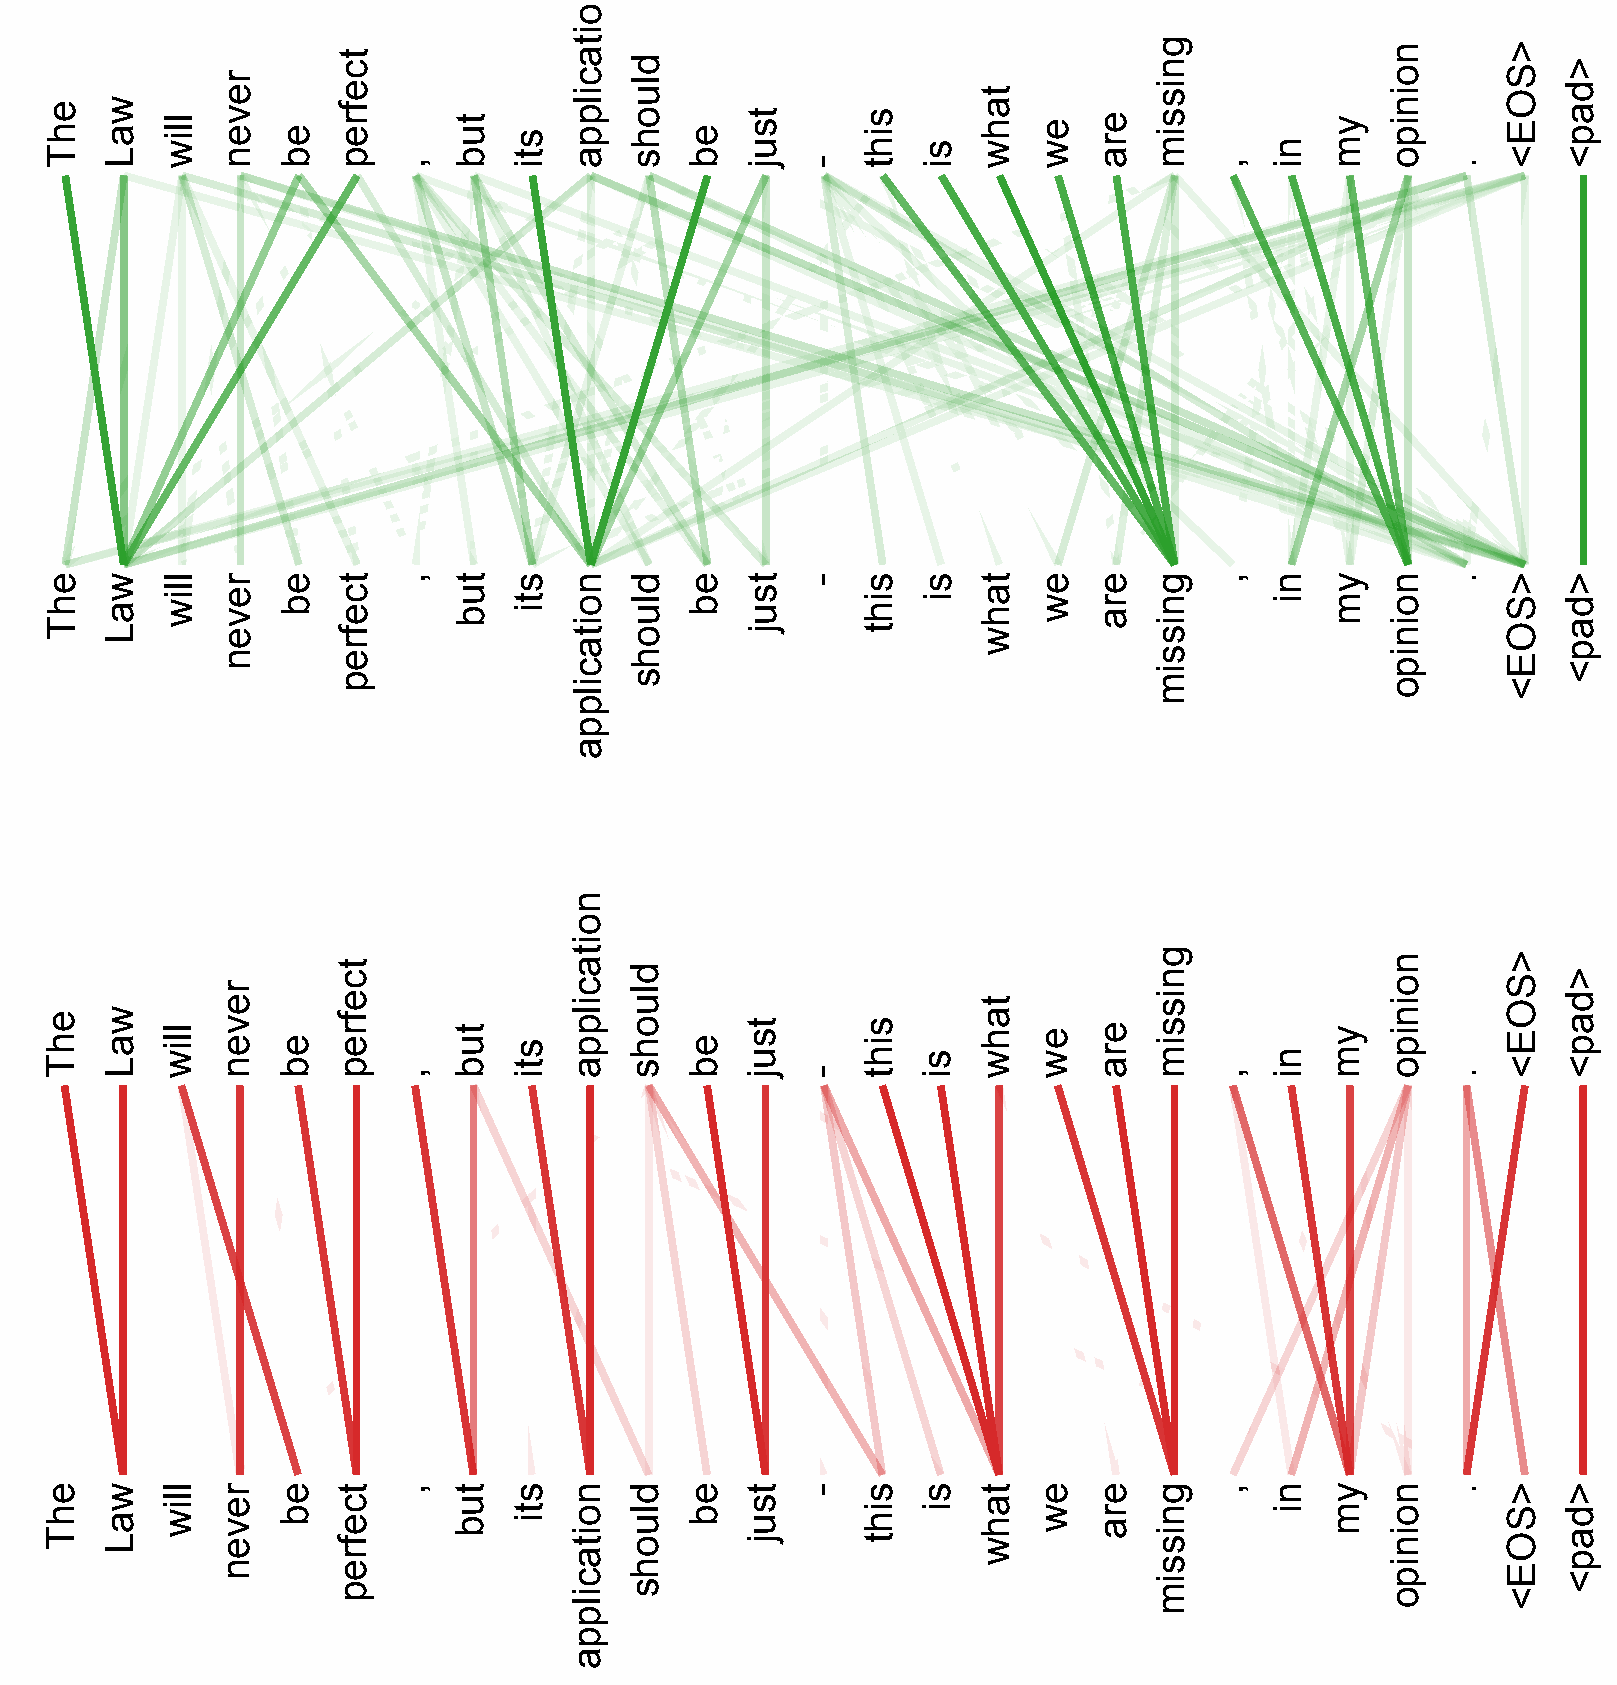 The Law will never be perfect , but its applicatio should be just - this is what we are missing , in my opinion . <EOS> <pad>
The Law will never be perfect , but its application should be just - this is what we are missing , in my opinion . <EOS> <pad>
The Law will never be perfect , but its application should be just - this is what we are missing , in my opinion . <EOS> <pad>
The Law will never be perfect , but its application should be just - this is what we are missing , in my opinion . <EOS> <pad>